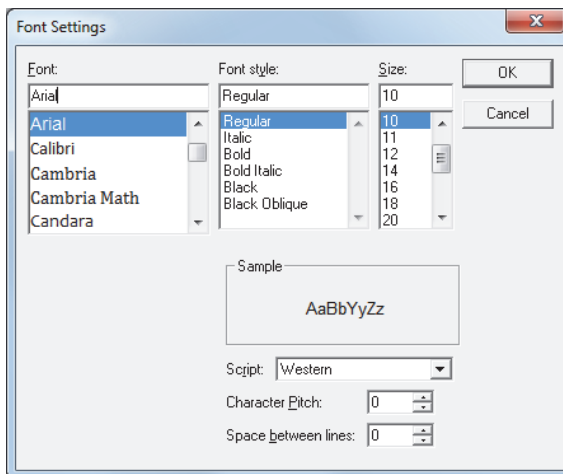 Font Settings
Font: Font style: Size:
Arial Regular 10 OK
Arial Regular 10 Cancel
Calibri Italic 11
Cambria Bold 12
Cambria Math Bold Italic 14
Candara Black 16
Black Oblique 18
20
Sample
AaBbYyZz
Script: Western
Character Pitch: 0
Space between lines: 0